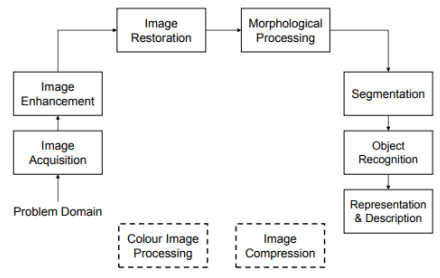 Image
Restoration
Morphological
Processing
Image
Enhancement
Segmentation
Image
Acquisition
Object
Recognition
Representation
& Description
Problem Domain
Colour Image
Processing
Image
Compression